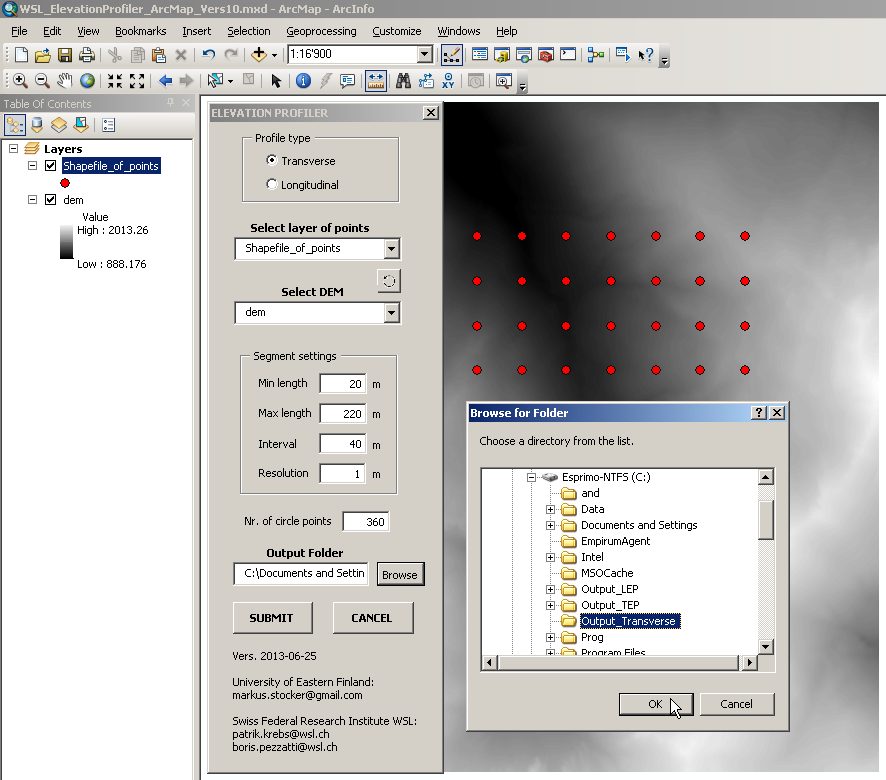 WSL_ElevationProfiler_ArcMap_Vers10.mxd - ArcMap - ArcInfo
File Edit View Bookmarks Insert Selection Geoprocessing Customize Windows Help
1:16'900
XY
Table Of Contents
Layers
Shapefile_of_points
dem
Value
High : 2013.26
Low : 888.176
ELEVATION PROFILER
Profile type
Transverse
Longitudinal
Select layer of points
Shapefile_of_points
Select DEM
dem
Segment settings
Min length 20 m
Max length 220 m
Interval 40 m
Resolution 1 m
Nr. of circle points 360
Output Folder
C:\Documents and Settin Browse
SUBMIT CANCEL
Vers. 2013-06-25
University of Eastern Finland:
markus.stocker@gmail.com
Swiss Federal Research Institute WSL:
patrik.krebs@wsl.ch
boris.pezzatti@wsl.ch
Browse for Folder
Choose a directory from the list.
Esprimo-NTFS (C:)
and
Data
Documents and Settings
EmpirumAgent
Intel
MSOCache
Output_LEP
Output_TEP
Output_Transverse
Prog
Program Files
OK Cancel